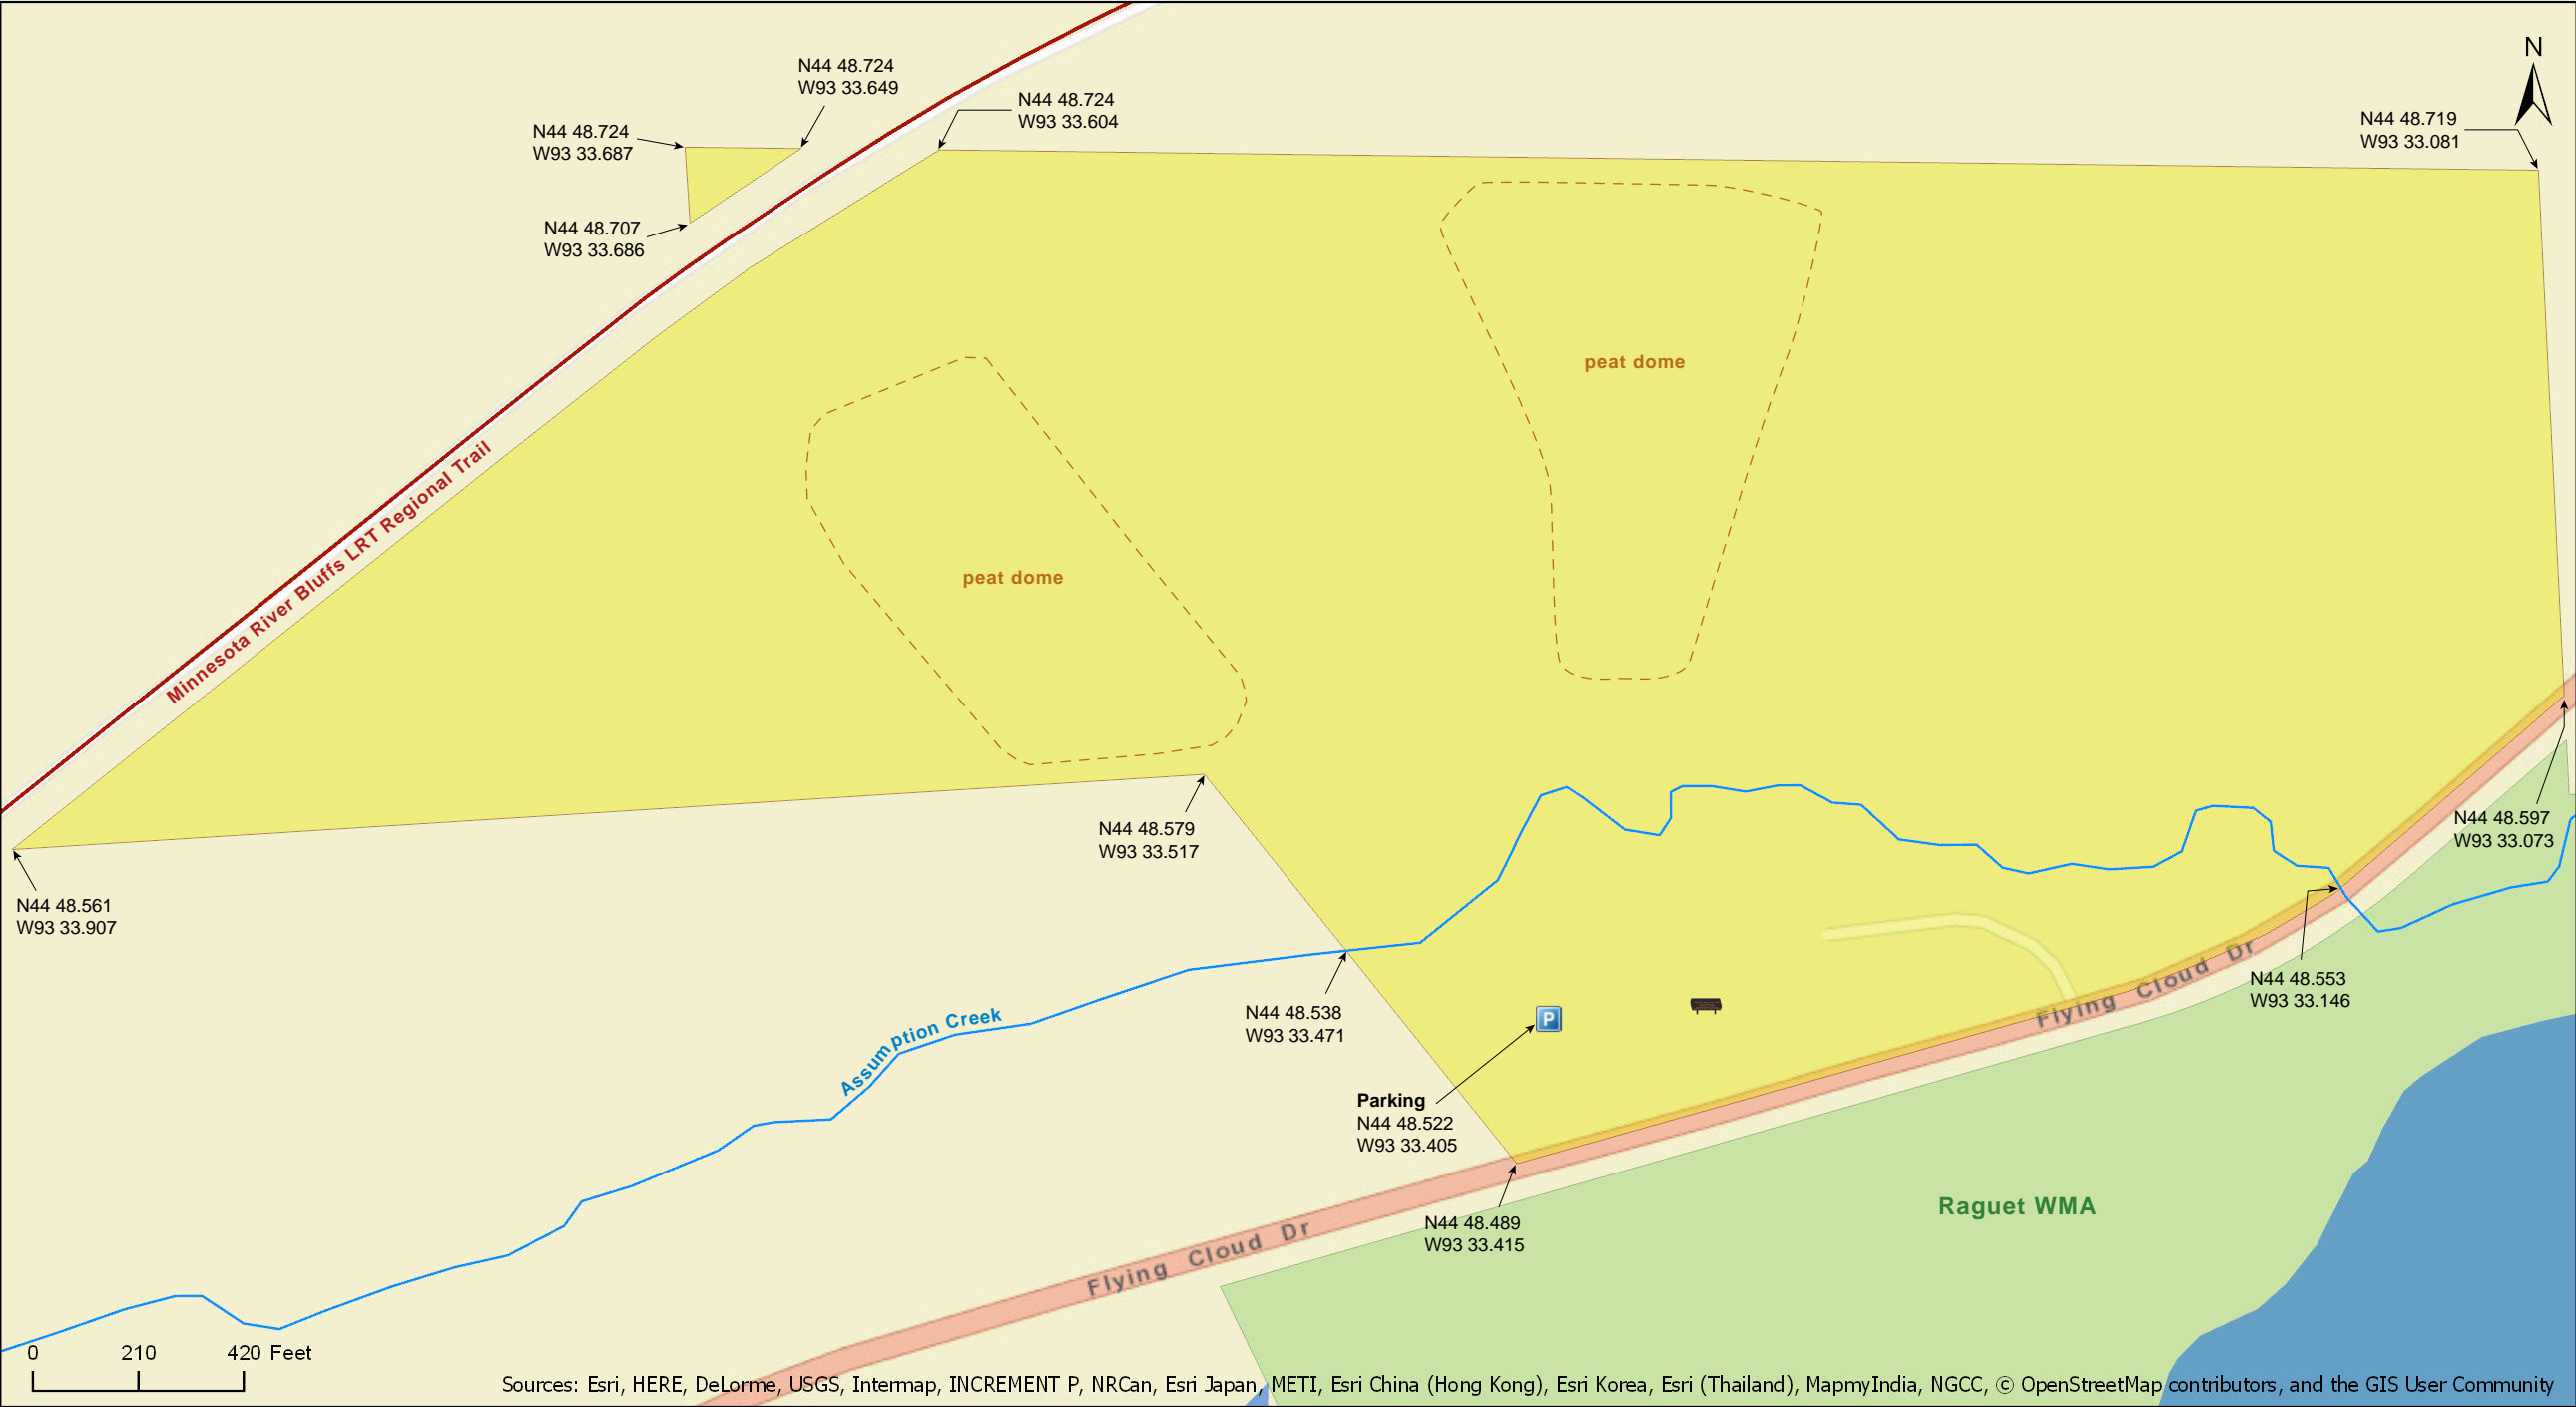 N
N44 48.724
W93 33.649
N44 48.724
W93 33.604
N44 48.719
W93 33.081
N44 48.724
W93 33.687
N44 48.707
W93 33.686
peat dome
peat dome
Minnesota River Bluffs LRT Regional Trail
N44 48.579
W93 33.517
N44 48.597
W93 33.073
N44 48.561
W93 33.907
Flying Cloud Dr
N44 48.553
W93 33.146
N44 48.538
W93 33.471
Assumption Creek
P
Parking
N44 48.522
W93 33.405
Raguet WMA
N44 48.489
W93 33.415
Flying Cloud Dr
0 210 420 Feet
Sources: Esri, HERE, DeLorme, USGS, Intermap, INCREMENT P, NRCan, Esri Japan, METI, Esri China (Hong Kong), Esri Korea, Esri (Thailand), MapmyIndia, NGCC, © OpenStreetMap contributors, and the GIS User Community